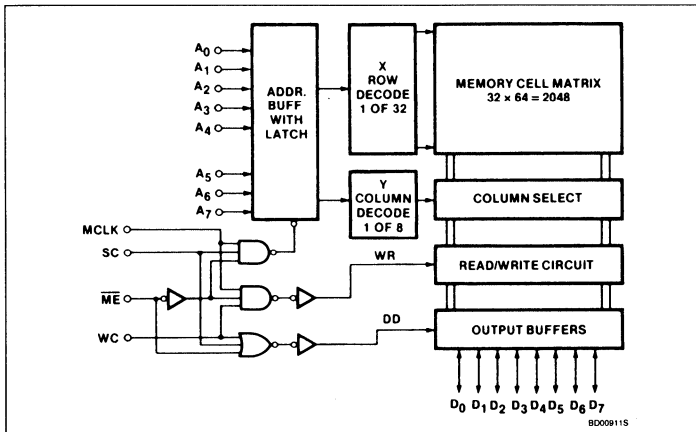 A0
A1
A2
A3
A4
A5
A6
A7
ADDR.
BUFF
WITH
LATCH
X
ROW
DECODE
1 OF 32
MEMORY CELL MATRIX
32 × 64 = 2048
Y
COLUMN
DECODE
1 OF 8
COLUMN SELECT
MCLK
SC
ME
WC
WR
READ/WRITE CIRCUIT
DD
OUTPUT BUFFERS
D0 D1 D2 D3 D4 D5 D6 D7
BD00911S